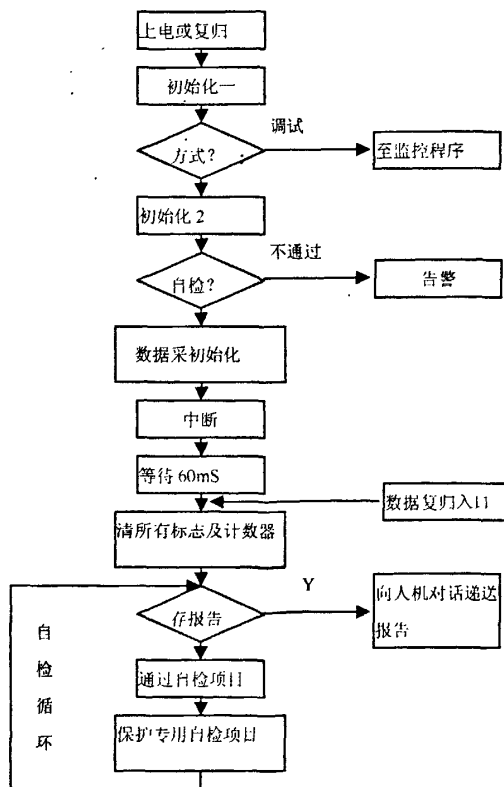 上电或复归
初始化一
调试
方式?
至监控程序
初始化2
不通过
自检?
告警
数据采初始化
中断
等待60mS
数据复归入口
清所有标志及计数器
Y
存报告
向人机对话递送
报告
自
检
循
环
通过自检项目
保护专用自检项目